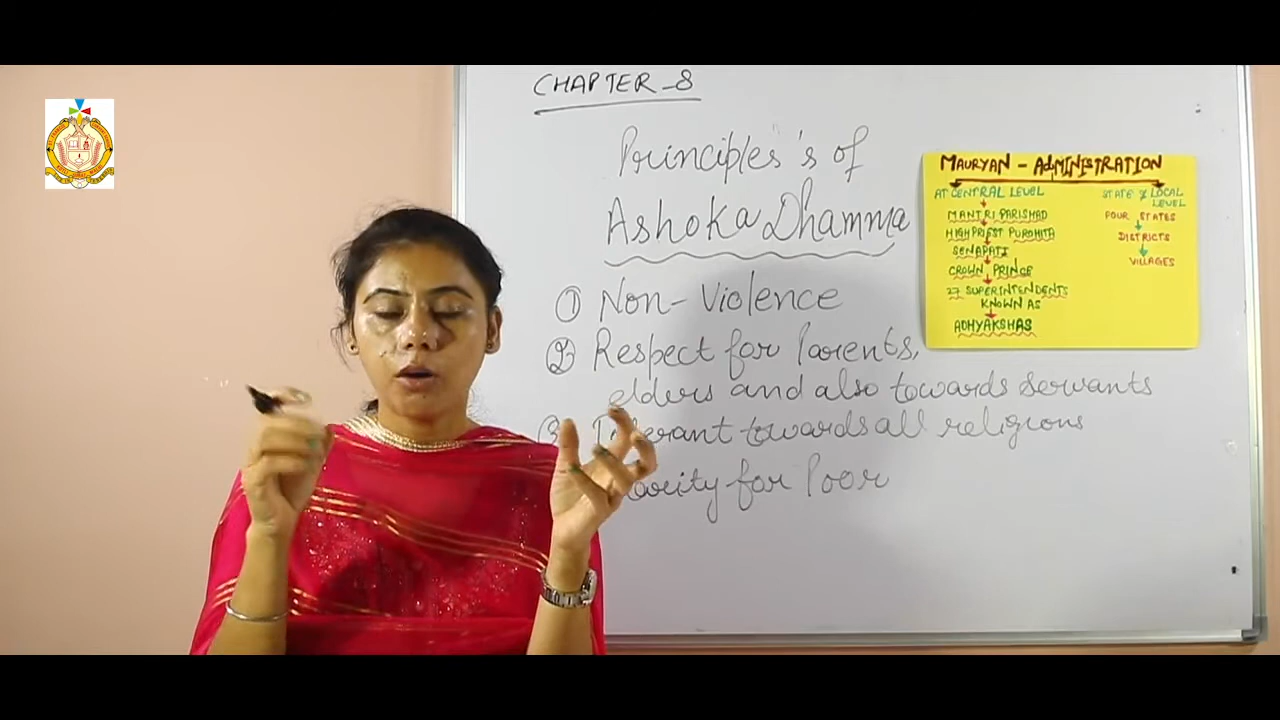 CHAPTER-8
Principles's of
Ashoka Dhamma
① Non-Violence
② Respect for Parents,
elders and also towards servants
③ Tolerant towards all religions
for Poor
MAURYAN - ADMINISTRATION
AT CENTRAL LEVEL
MANTRI PARISHAD
HIGH PRIEST PUROHITA
SENAPATI
CROWN PRINCE
27 SUPERINTENDENTS
KNOWN AS
ADHYAKSHAS
STATE & LOCAL
LEVEL
FOUR STATES
DISTRICTS
VILLAGES